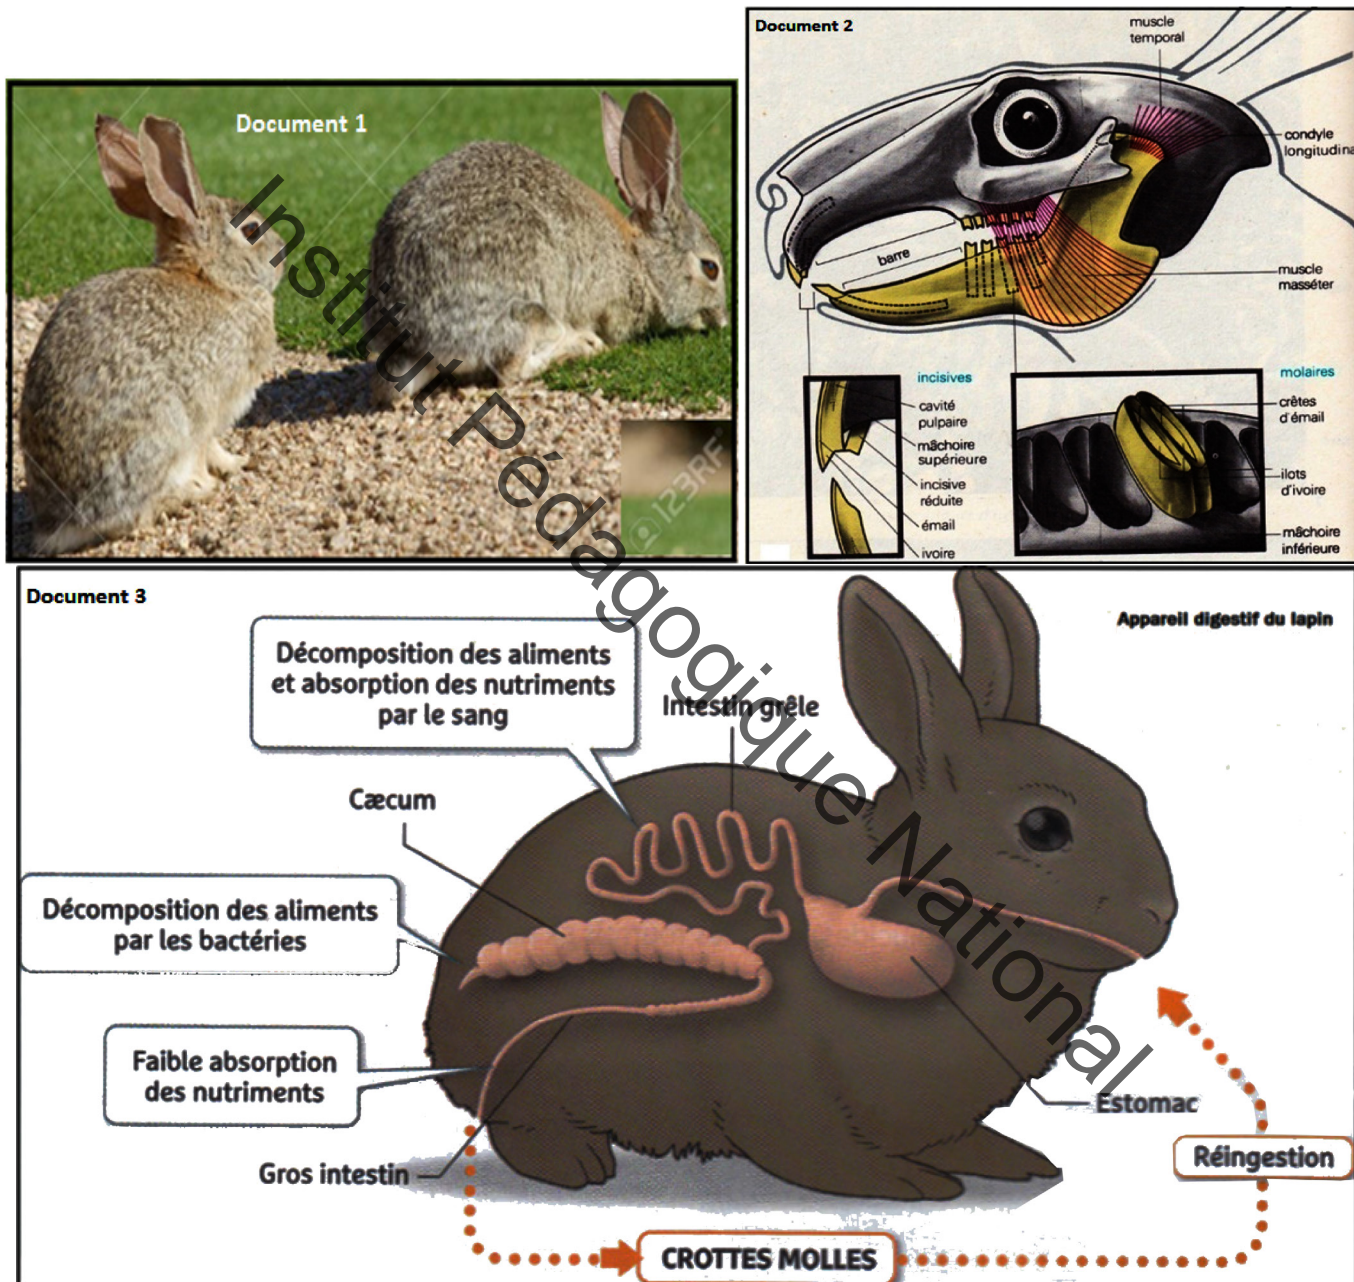 Document 1
123RF
Document 2
muscle
temporal
condyle
longitudina
barre
muscle
masséter
incisives
cavité
pulpaire
mâchoire
supérieure
incisive
réduite
émail
ivoire
molaires
crêtes
d'émail
ilots
d'ivoire
mâchoire
inférieure
Document 3
Appareil digestif du lapin
Décomposition des aliments
et absorption des nutriments
par le sang
Intestin grêle
Cæcum
Décomposition des aliments
par les bactéries
Faible absorption
des nutriments
Gros intestin
Estomac
Réingestion
CROTTES MOLLES
Institut Pédagogique National